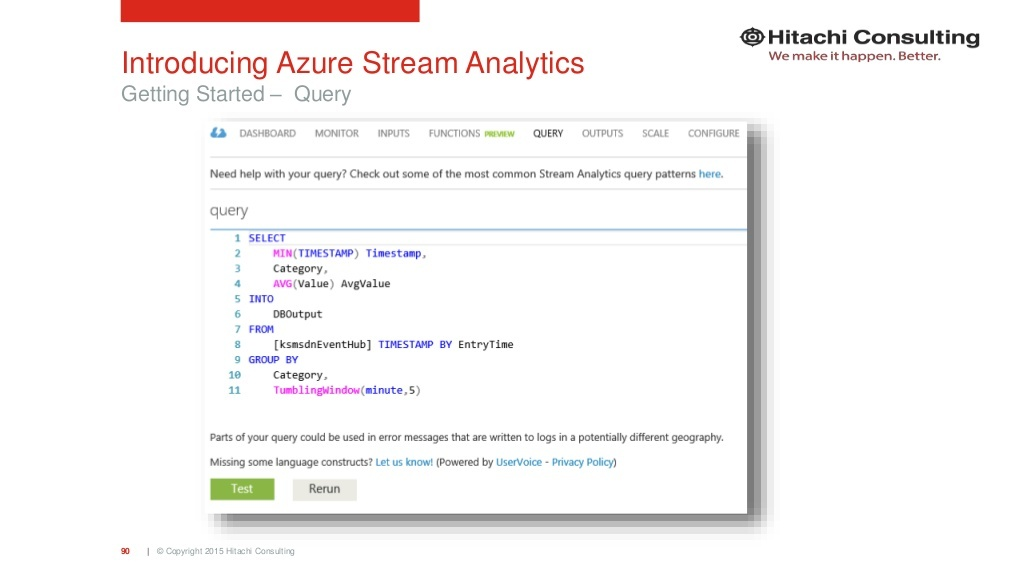 Hitachi Consulting
We make it happen. Better.
Introducing Azure Stream Analytics
Getting Started – Query
DASHBOARD MONITOR INPUTS FUNCTIONS PREVIEW QUERY OUTPUTS SCALE CONFIGURE
Need help with your query? Check out some of the most common Stream Analytics query patterns here.
query
1 SELECT
2 MIN(TIMESTAMP) Timestamp,
3 Category,
4 AVG(Value) AvgValue
5 INTO
6 DBOutput
7 FROM
8 [ksmsdnEventHub] TIMESTAMP BY EntryTime
9 GROUP BY
10 Category,
11 TumblingWindow(minute,5)
Parts of your query could be used in error messages that are written to logs in a potentially different geography.
Missing some language constructs? Let us know! (Powered by UserVoice - Privacy Policy)
Test Rerun
90 | © Copyright 2015 Hitachi Consulting